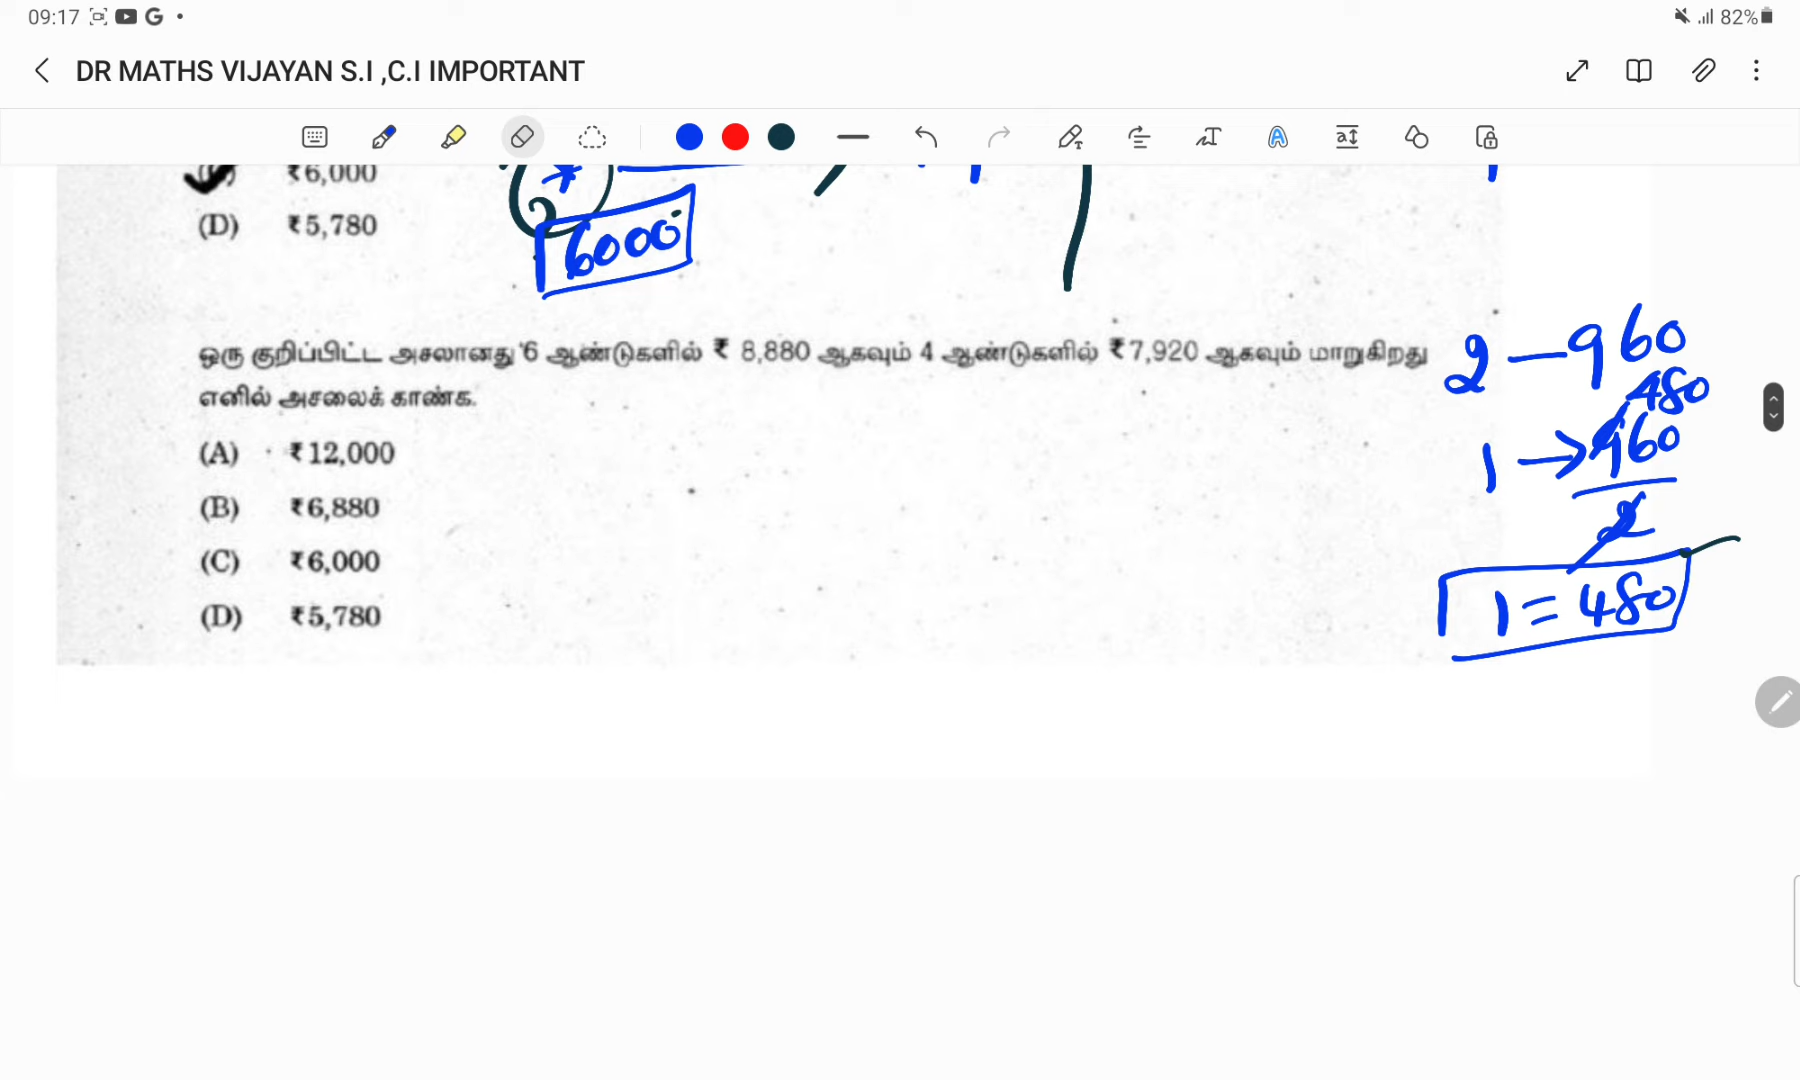 09:17
82%
DR MATHS VIJAYAN S.I ,C.I IMPORTANT
₹ 6,000
(D) ₹ 5,780
6000
ஒரு குறிப்பிட்ட அசலானது 6 ஆண்டுகளில் ₹ 8,880 ஆகவும் 4 ஆண்டுகளில் ₹ 7,920 ஆகவும் மாறுகிறது
எனில் அசலைக் காண்க.
(A) ₹ 12,000
(B) ₹ 6,880
(C) ₹ 6,000
(D) ₹ 5,780
2 — 960
480
1 → 960
2
1 = 480